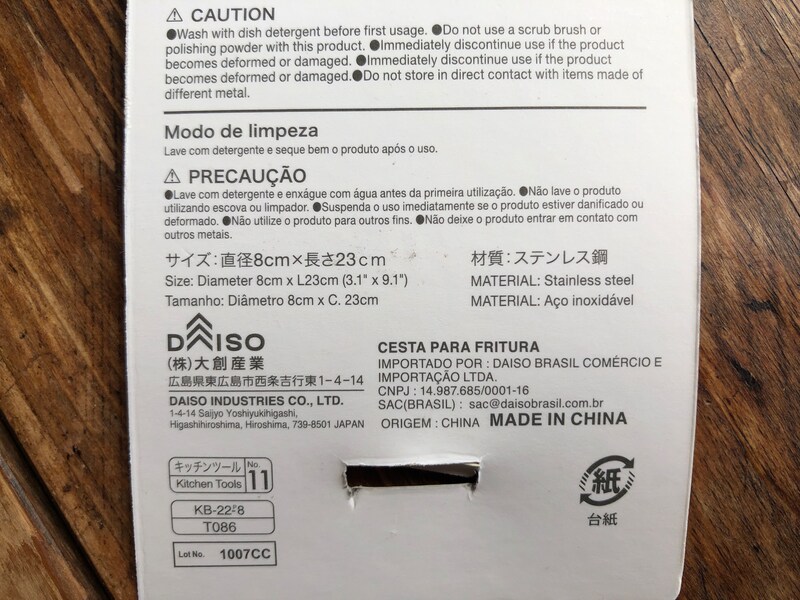 ⚠ CAUTION
●Wash with dish detergent before first usage. ●Do not use a scrub brush or
polishing powder with this product. ●Immediately discontinue use if the product
becomes deformed or damaged. ●Immediately discontinue use if the product
becomes deformed or damaged.●Do not store in direct contact with items made of
different metal.
Modo de limpeza
Lave com detergente e seque bem o produto após o uso.
⚠ PRECAUÇÃO
●Lave com detergente e enxágue com água antes da primeira utilização. ●Não lave o produto
utilizando escova ou limpador. ●Suspenda o uso imediatamente se o produto estiver danificado ou
deformado. ●Não utilize o produto para outros fins. ●Não deixe o produto entrar em contato com
outros metais.
サイズ：直径8cm×長さ23ｃｍ
Size: Diameter 8cm x L23cm (3.1" x 9.1")
Tamanho: Diâmetro 8cm x C. 23cm
材質：ステンレス鋼
MATERIAL: Stainless steel
MATERIAL: Aço inoxidável
DAISO
(株)大創産業
広島県東広島市西条吉行東1-4-14
DAISO INDUSTRIES CO., LTD.
1-4-14 Saijyo Yoshiyukihigashi,
Higashihiroshima, Hiroshima, 739-8501 JAPAN
CESTA PARA FRITURA
IMPORTADO POR : DAISO BRASIL COMÉRCIO E
IMPORTAÇÃO LTDA.
CNPJ : 14.987.685/0001-16
SAC(BRASIL) : sac@daisobrasil.com.br
ORIGEM : CHINA MADE IN CHINA
キッチンツール
Kitchen Tools
No.
11
T086
Lot No. 1007CC
紙
台紙